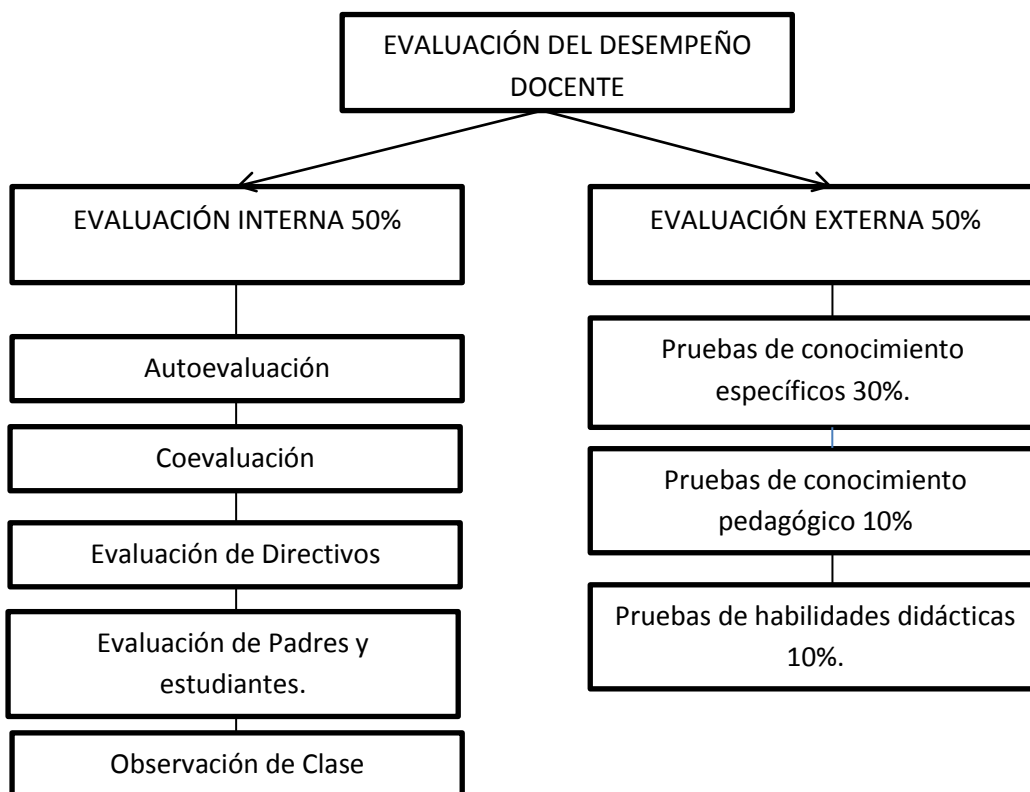 EVALUACIÓN DEL DESEMPEÑO
DOCENTE
EVALUACIÓN INTERNA 50%
Autoevaluación
Coevaluación
Evaluación de Directivos
Evaluación de Padres y
estudiantes.
Observación de Clase
EVALUACIÓN EXTERNA 50%
Pruebas de conocimiento
específicos 30%.
Pruebas de conocimiento
pedagógico 10%
Pruebas de habilidades didácticas
10%.